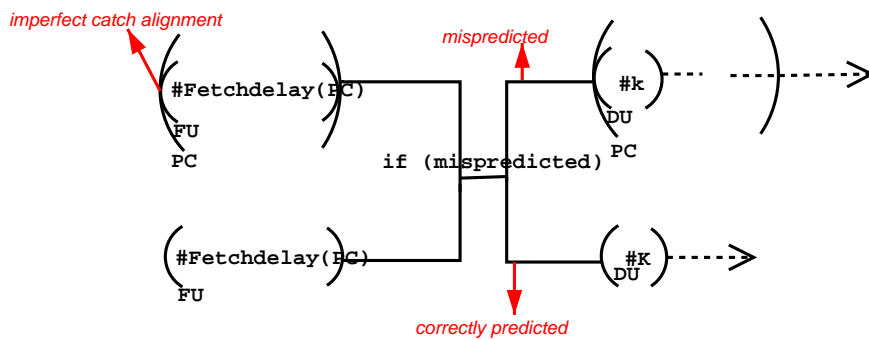 imperfect catch alignment
mispredicted
#Fetchdelay(PC)
#k
FU
DU
PC
PC
if (mispredicted)
#Fetchdelay(PC)
#K
FU
DU
correctly predicted